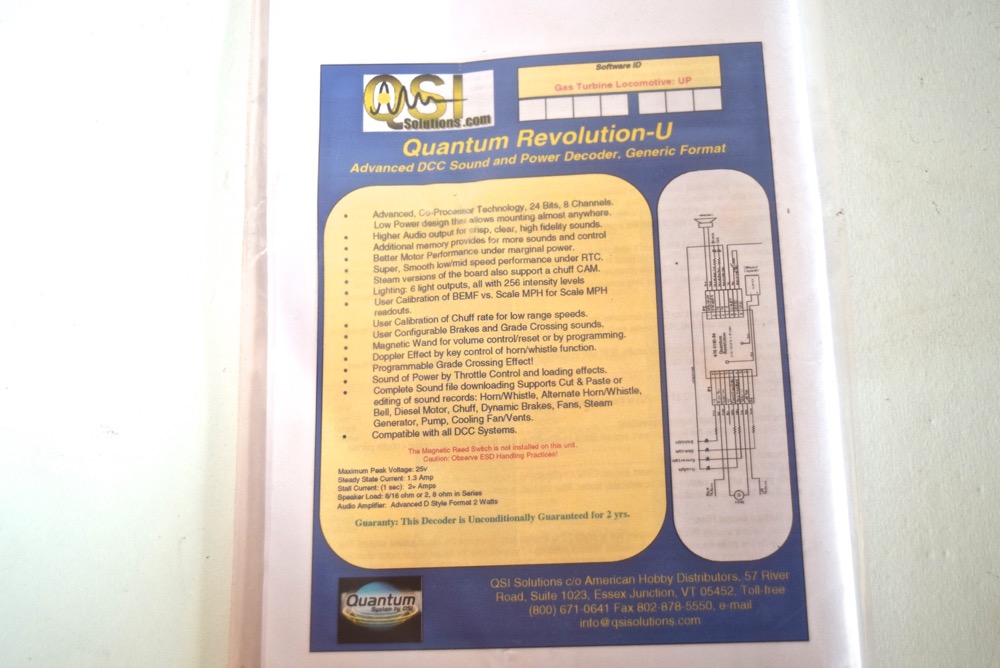 Software ID
Gas Turbine Locomotive: UP
QSI
Solutions.com
Quantum Revolution-U
Advanced DCC Sound and Power Decoder, Generic Format
Advanced, Co-Processor Technology, 24 Bits, 8 Channels.
Low Power design that allows mounting almost anywhere.
Higher Audio output for crisp, clear, high fidelity sounds.
Additional memory provides for more sounds and control
Better Motor Performance under marginal power.
Super, Smooth low/mid speed performance under RTC.
Steam versions of the board also support a chuff CAM.
Lighting: 6 light outputs, all with 256 intensity levels
User Calibration of BEMF vs. Scale MPH for Scale MPH
readouts.
User Calibration of Chuff rate for low range speeds.
User Configurable Brakes and Grade Crossing sounds,
Magnetic Wand for volume control/reset or by programming.
Doppler Effect by key control of horn/whistle function.
Programmable Grade Crossing Effect!
Sound of Power by Throttle Control and loading effects.
Complete Sound file downloading Supports Cut & Paste or
editing of sound records: Horn/Whistle, Alternate Horn/Whistle,
Bell, Diesel Motor, Chuff, Dynamic Brakes, Fans, Steam
Generator, Pump, Cooling Fan/Vents.
Compatible with all DCC Systems.
The Magnetic Reed Switch is not installed on this unit.
Caution: Observe ESD Handling Practices!
Maximum Peak Voltage: 25v
Steady State Current: 1.3 Amp
Stall Current: (1 sec): 2+ Amps
Speaker Load: 8/16 ohm or 2, 8 ohm in Series
Audio Amplifier: Advanced D Style Format 2 Watts
Guaranty: This Decoder is Unconditionally Guaranteed for 2 yrs.
Quantum
System by QSI
QSI Solutions c/o American Hobby Distributors, 57 River
Road, Suite 1023, Essex Junction, VT 05452, Toll-free
(800) 671-0641 Fax 802-878-5550, e-mail
info@qsisolutions.com